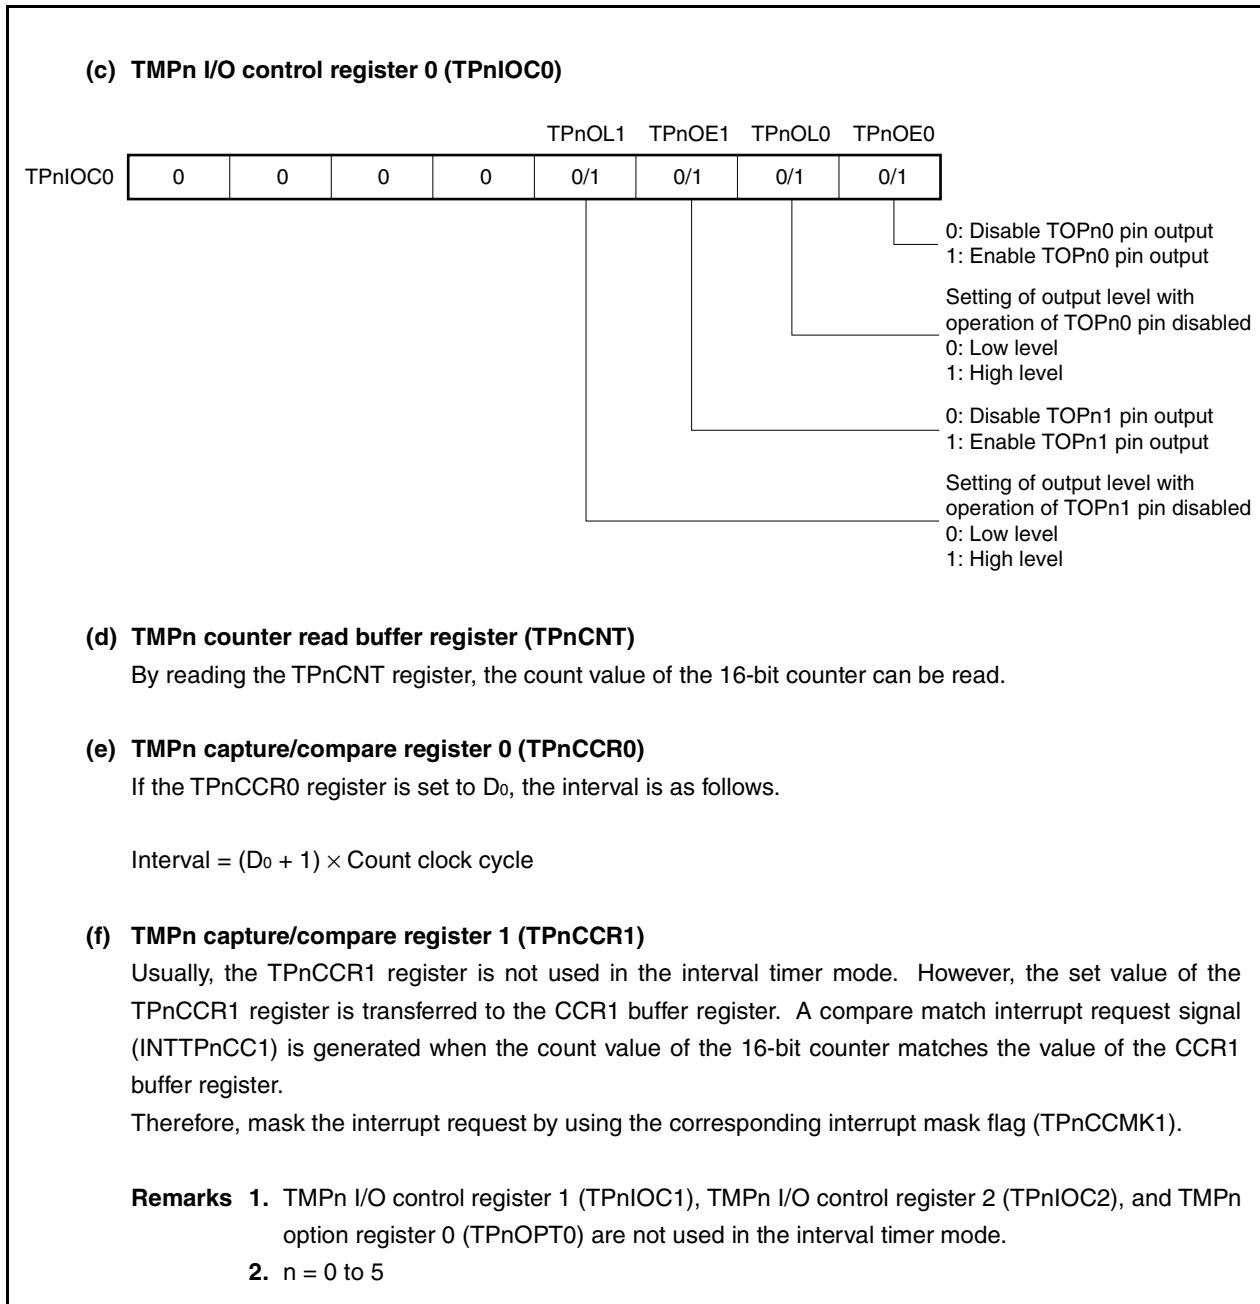 (c) TMPn I/O control register 0 (TPnIOC0)
TPnOL1 TPnOE1 TPnOL0 TPnOE0
TPnIOC0 0 0 0 0 0/1 0/1 0/1 0/1
0: Disable TOPn0 pin output
1: Enable TOPn0 pin output
Setting of output level with
operation of TOPn0 pin disabled
0: Low level
1: High level
0: Disable TOPn1 pin output
1: Enable TOPn1 pin output
Setting of output level with
operation of TOPn1 pin disabled
0: Low level
1: High level
(d) TMPn counter read buffer register (TPnCNT)
By reading the TPnCNT register, the count value of the 16-bit counter can be read.
(e) TMPn capture/compare register 0 (TPnCCR0)
If the TPnCCR0 register is set to D₀, the interval is as follows.
Interval = (D₀ + 1) × Count clock cycle
(f) TMPn capture/compare register 1 (TPnCCR1)
Usually, the TPnCCR1 register is not used in the interval timer mode. However, the set value of the
TPnCCR1 register is transferred to the CCR1 buffer register. A compare match interrupt request signal
(INTTPnCC1) is generated when the count value of the 16-bit counter matches the value of the CCR1
buffer register.
Therefore, mask the interrupt request by using the corresponding interrupt mask flag (TPnCCMK1).
Remarks 1. TMPn I/O control register 1 (TPnIOC1), TMPn I/O control register 2 (TPnIOC2), and TMPn
option register 0 (TPnOPT0) are not used in the interval timer mode.
2. n = 0 to 5